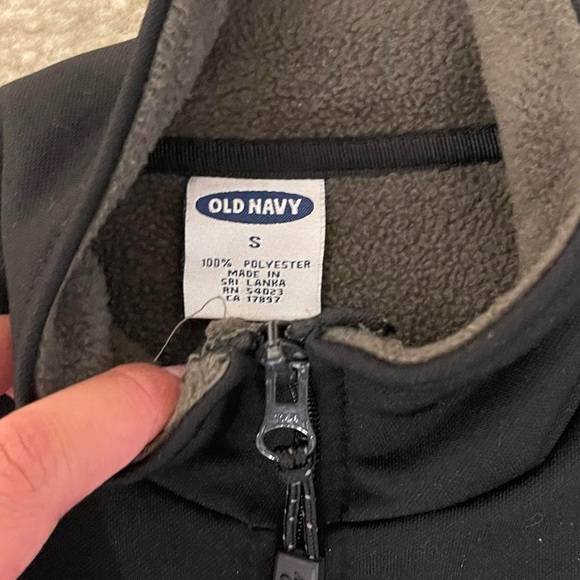 OLD NAVY
S
100% POLYESTER
MADE IN
SRI LANKA
RN 54023
CA 17897